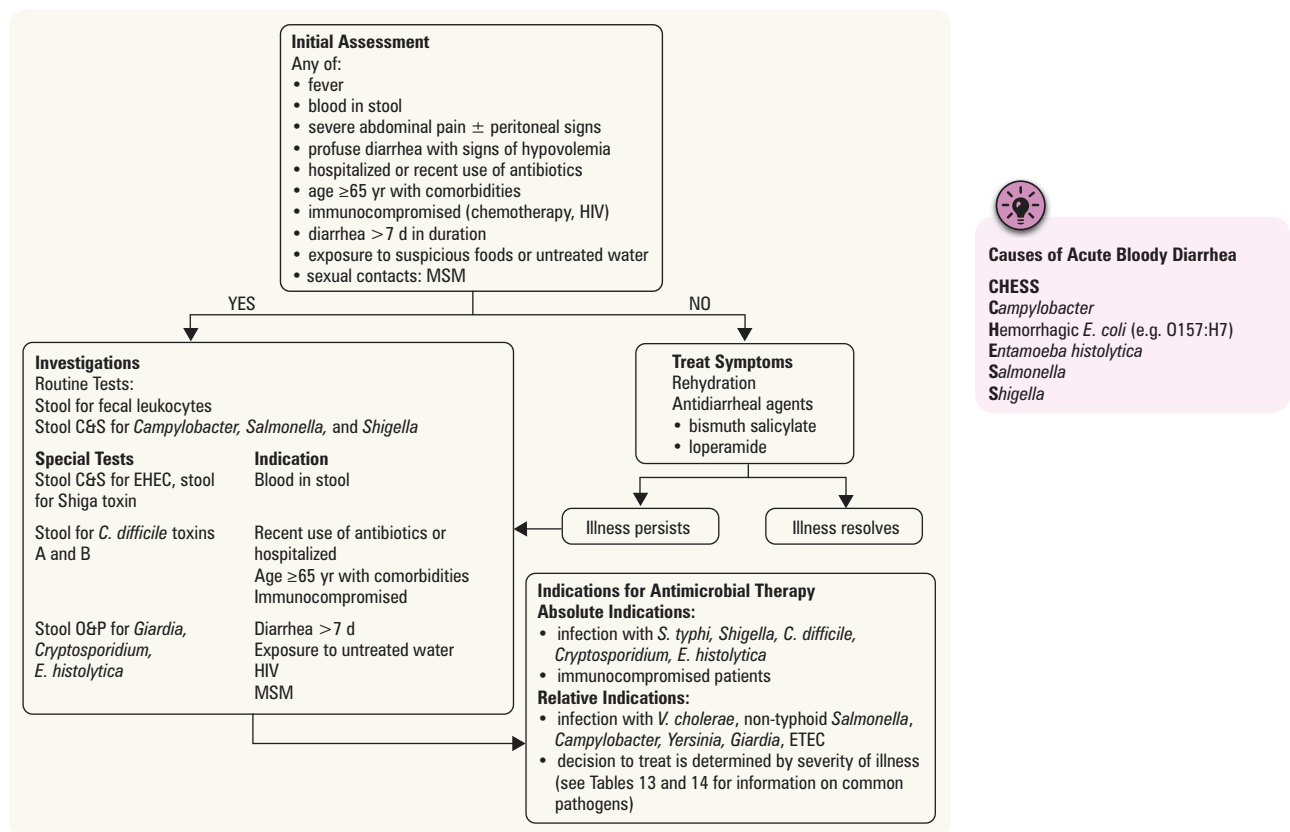 Initial Assessment
Any of:
• fever
• blood in stool
• severe abdominal pain ± peritoneal signs
• profuse diarrhea with signs of hypovolemia
• hospitalized or recent use of antibiotics
• age ≥65 yr with comorbidities
• immunocompromised (chemotherapy, HIV)
• diarrhea >7 d in duration
• exposure to suspicious foods or untreated water
• sexual contacts: MSM
YES
NO
Investigations
Routine Tests:
Stool for fecal leukocytes
Stool C&S for Campylobacter, Salmonella, and Shigella
Special Tests
Indication
Stool C&S for EHEC, stool
for Shiga toxin
Blood in stool
Stool for C. difficile toxins
A and B
Recent use of antibiotics or
hospitalized
Age ≥65 yr with comorbidities
Immunocompromised
Stool O&P for Giardia,
Cryptosporidium,
E. histolytica
Diarrhea >7 d
Exposure to untreated water
HIV
MSM
Treat Symptoms
Rehydration
Antidiarrheal agents
• bismuth salicylate
• loperamide
Illness persists
Illness resolves
Indications for Antimicrobial Therapy
Absolute Indications:
• infection with S. typhi, Shigella, C. difficile,
Cryptosporidium, E. histolytica
• immunocompromised patients
Relative Indications:
• infection with V. cholerae, non-typhoid Salmonella,
Campylobacter, Yersinia, Giardia, ETEC
• decision to treat is determined by severity of illness
(see Tables 13 and 14 for information on common
pathogens)
Causes of Acute Bloody Diarrhea
CHESS
Campylobacter
Hemorrhagic E. coli (e.g. O157:H7)
Entamoeba histolytica
Salmonella
Shigella